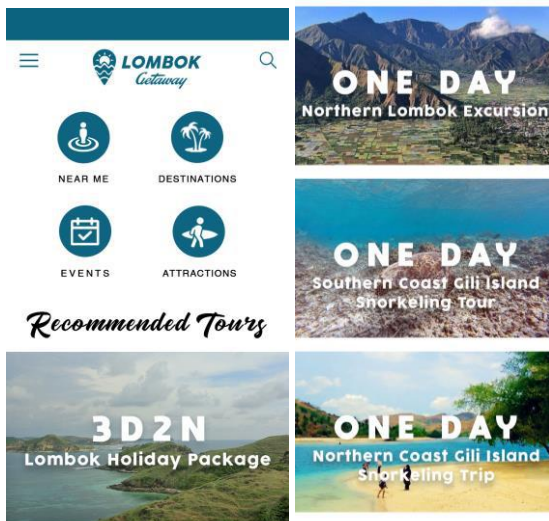 LOMBOK
Getaway
NEAR ME
DESTINATIONS
EVENTS
ATTRACTIONS
Recommended Tours
3D2N
Lombok Holiday Package
ONE DAY
Northern Lombok Excursion
ONE DAY
Southern Coast Gili Island
Snorkeling Tour
ONE DAY
Northern Coast Gili Island
Snorkeling Trip